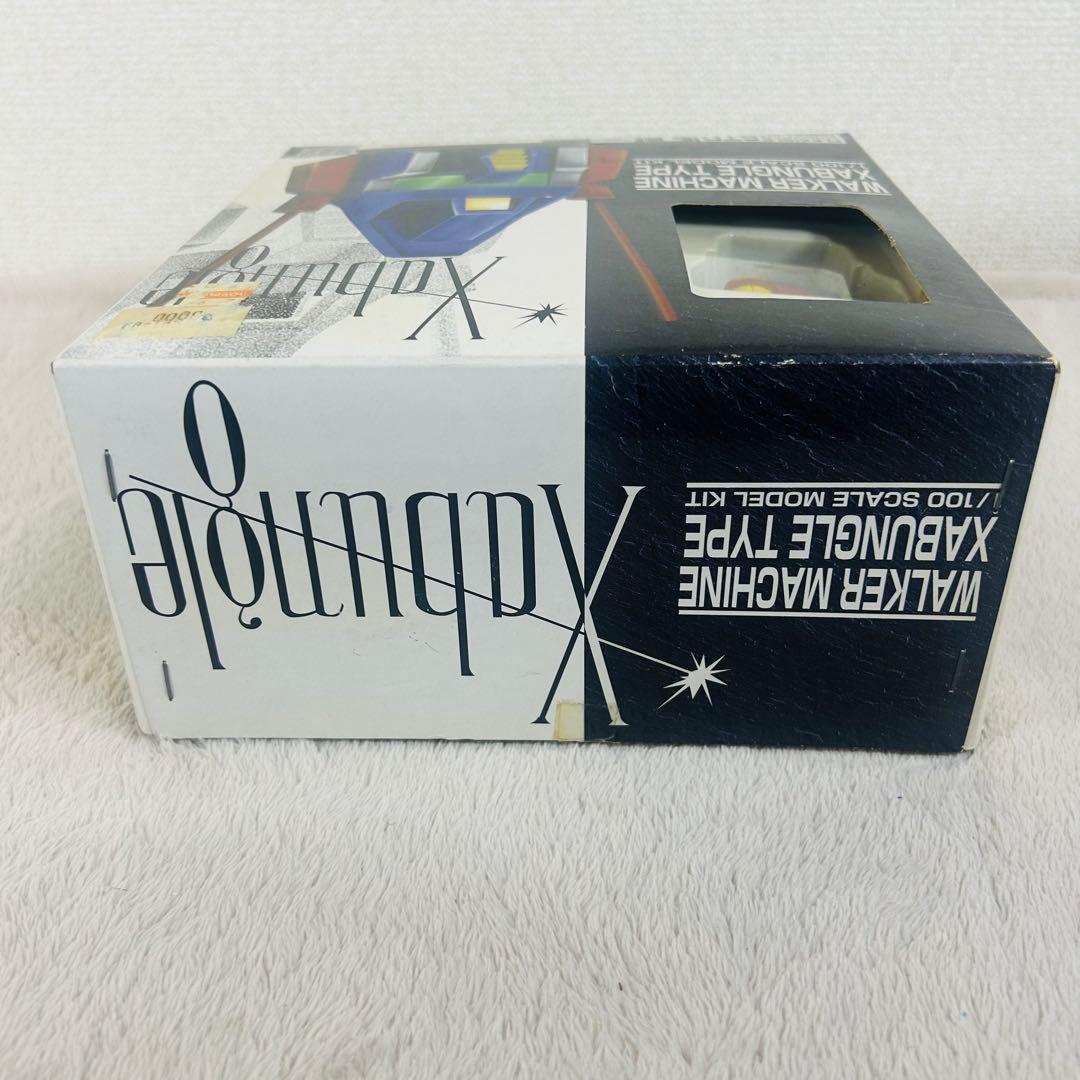 WALKER MACHINE
XABUNGLE TYPE
1/100 SCALE MODEL KIT
Xabungle
Xabungle
WALKER MACHINE
XABUNGLE TYPE
1/100 SCALE MODEL KIT